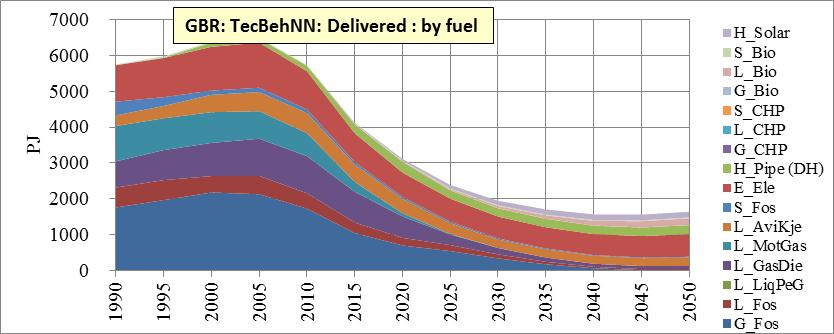 GBR: TecBehNN: Delivered : by fuel
7000
6000
5000
4000
3000
2000
1000
0
PJ
1990
1995
2000
2005
2010
2015
2020
2025
2030
2035
2040
2045
2050
H_Solar
S_Bio
L_Bio
G_Bio
S_CHP
L_CHP
G_CHP
H_Pipe (DH)
E_Ele
S_Fos
L_AviKje
L_MotGas
L_GasDie
L_LiqPeG
L_Fos
G_Fos